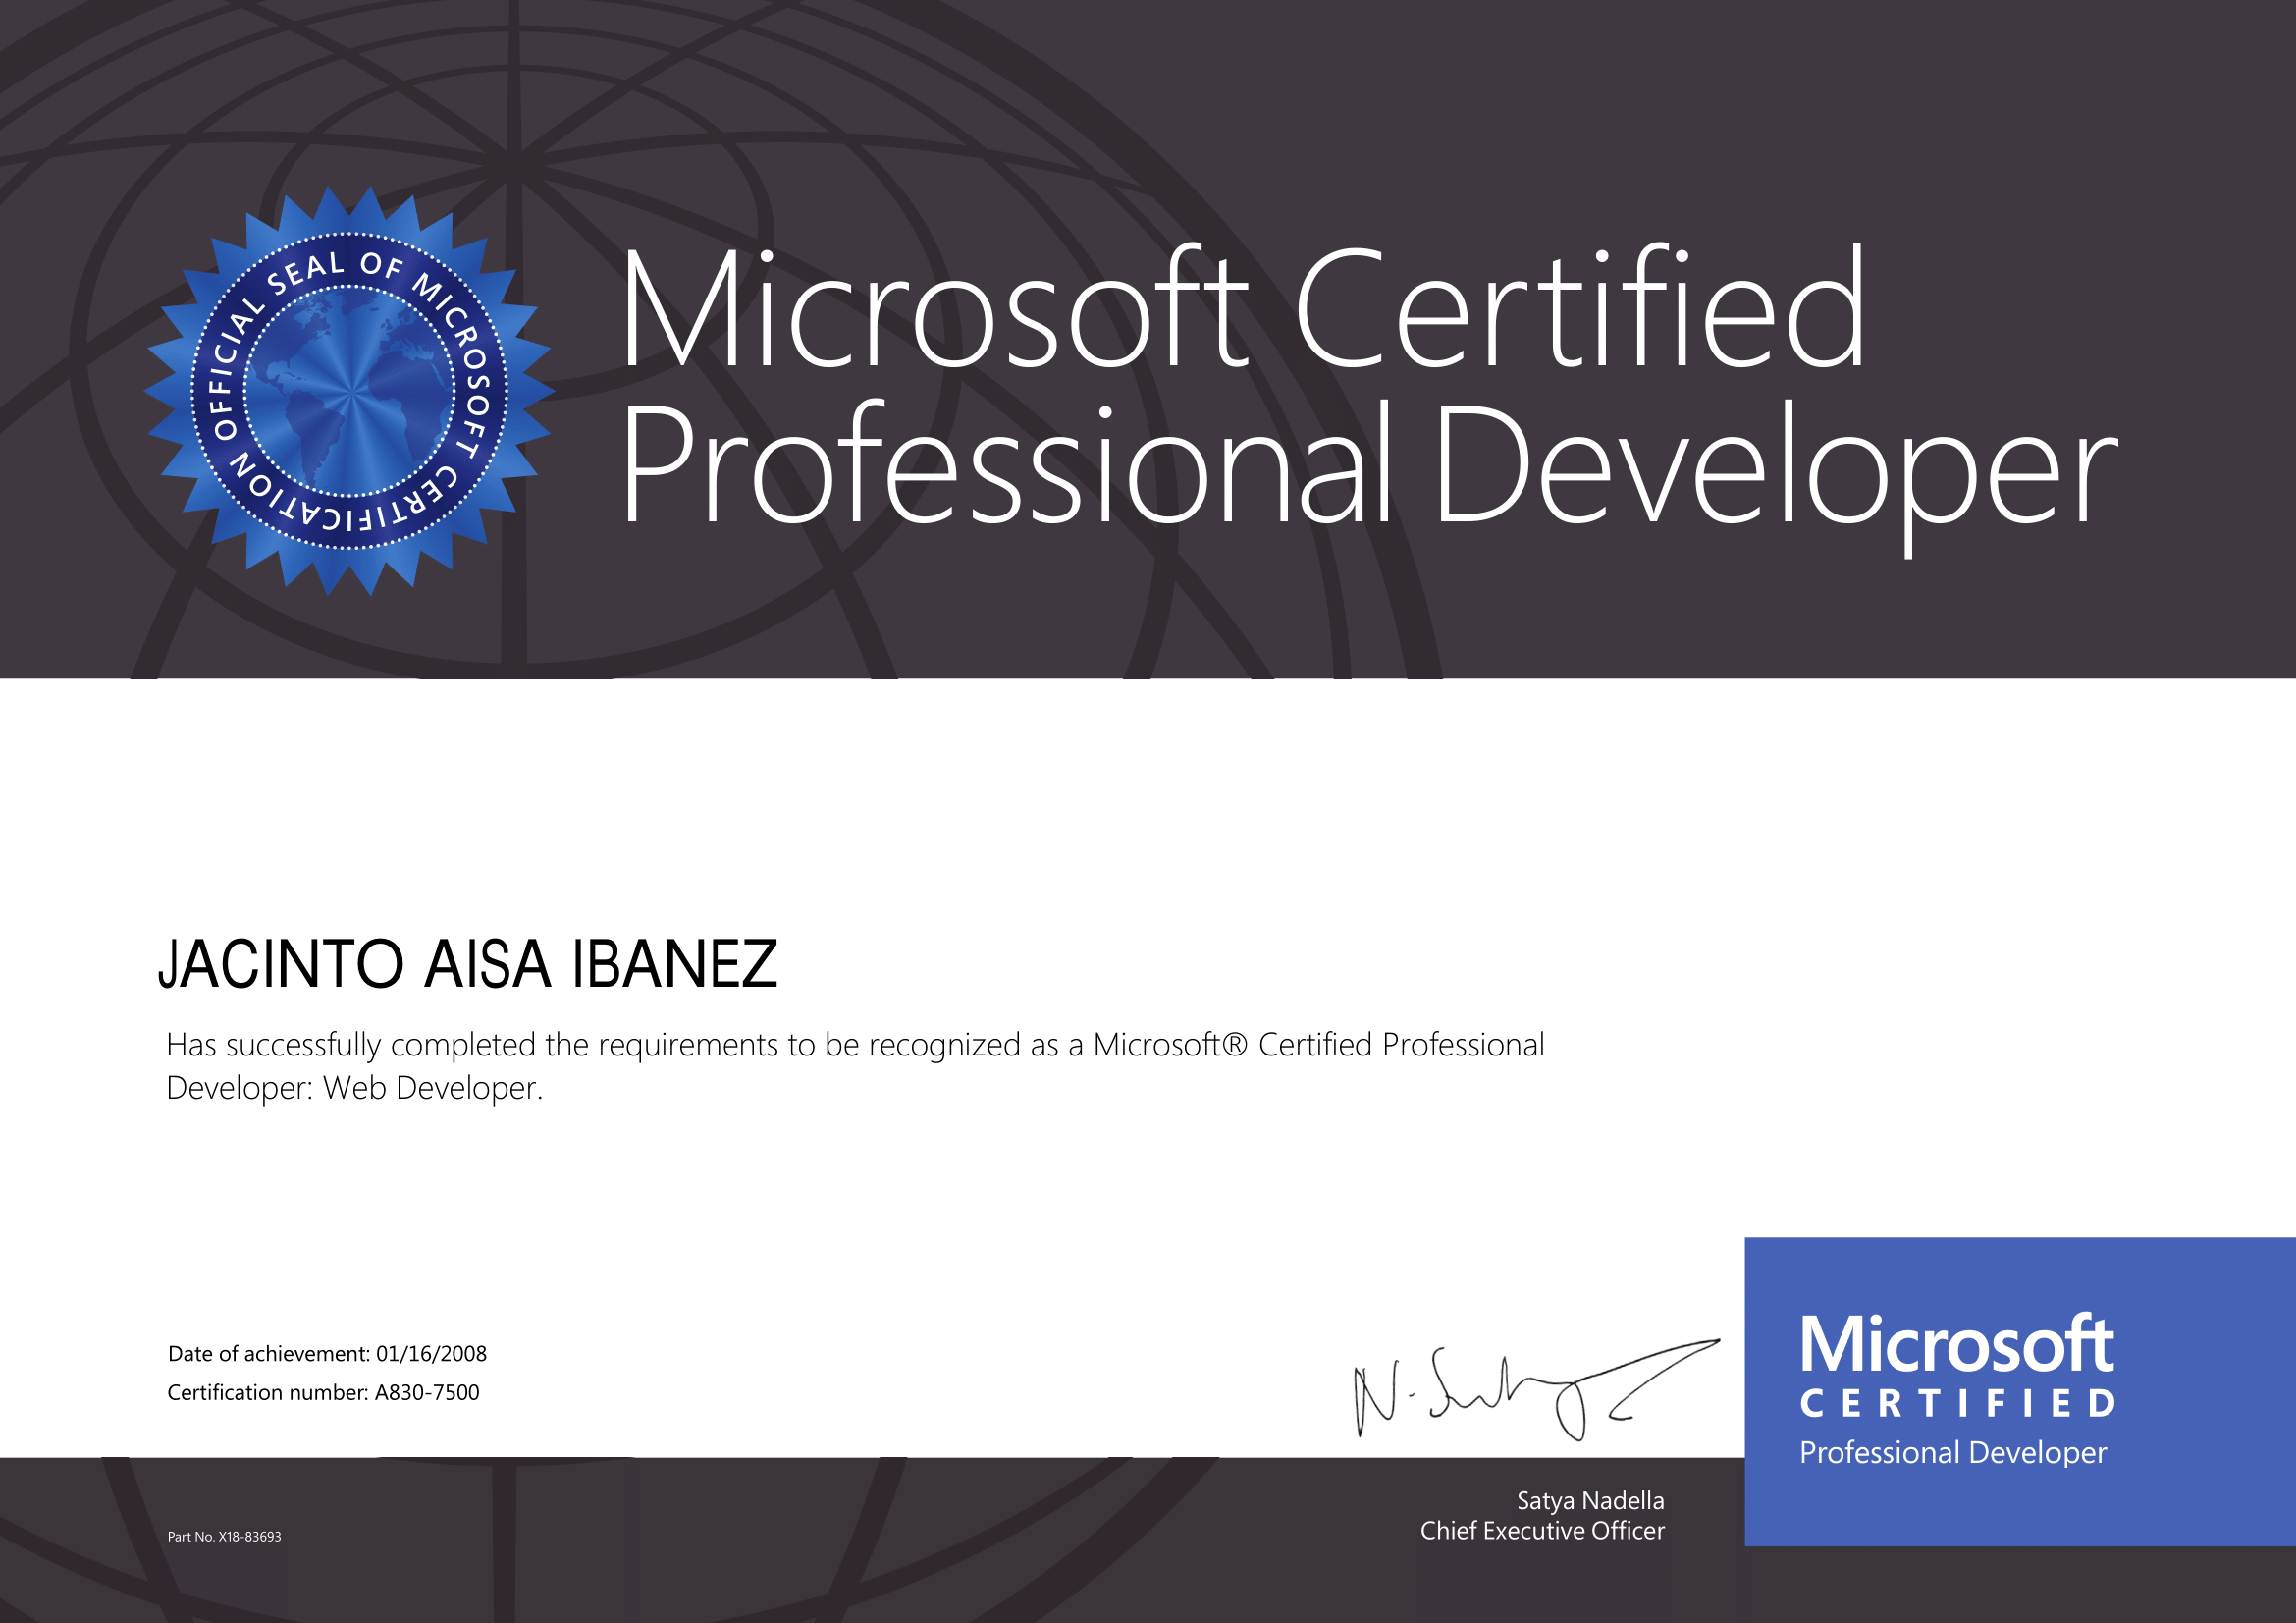 OFFICIAL SEAL OF MICROSOFT CERTIFICATION
Microsoft Certified
Professional Developer
JACINTO AISA IBANEZ
Has successfully completed the requirements to be recognized as a Microsoft® Certified Professional
Developer: Web Developer.
Date of achievement: 01/16/2008
Certification number: A830-7500
Microsoft
CERTIFIED
Professional Developer
Satya Nadella
Chief Executive Officer
Part No. X18-83693